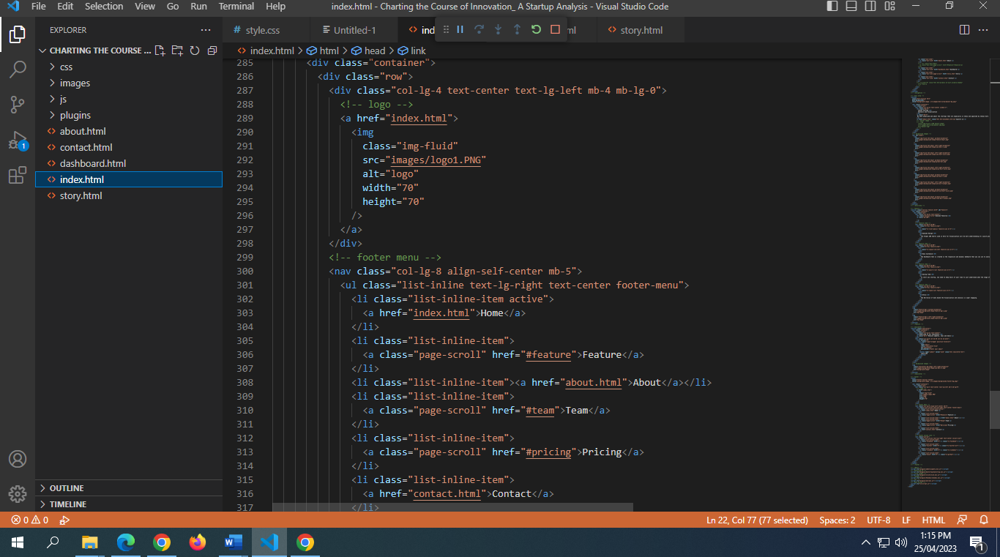 File Edit Selection View Go Run Terminal Help
index.html - Charting the Course of Innovation_ A Startup Analysis - Visual Studio Code
EXPLORER
CHARTING THE COURSE ...
css
images
js
plugins
about.html
contact.html
dashboard.html
index.html
story.html
OUTLINE
TIMELINE
1
# style.css Untitled-1 <> ind ml <> story.html
<> index.html > html > head > link
285 <div class="container">
286 <div class="row">
287 <div class="col-lg-4 text-center text-lg-left mb-4 mb-lg-0">
288 <!-- logo -->
289 <a href="index.html">
290 <img
291 class="img-fluid"
292 src="images/logo1.PNG"
293 alt="logo"
294 width="70"
295 height="70"
296 />
297 </a>
298 </div>
299 <!-- footer menu -->
300 <nav class="col-lg-8 align-self-center mb-5">
301 <ul class="list-inline text-lg-right text-center footer-menu">
302 <li class="list-inline-item active">
303 <a href="index.html">Home</a>
304 </li>
305 <li class="list-inline-item">
306 <a class="page-scroll" href="#feature">Feature</a>
307 </li>
308 <li class="list-inline-item"><a href="about.html">About</a></li>
309 <li class="list-inline-item">
310 <a class="page-scroll" href="#team">Team</a>
311 </li>
312 <li class="list-inline-item">
313 <a class="page-scroll" href="#pricing">Pricing</a>
314 </li>
315 <li class="list-inline-item">
316 <a href="contact.html">Contact</a>
317 </li>
0 0
Ln 22, Col 77 (77 selected) Spaces: 2 UTF-8 LF HTML
1:15 PM
25/04/2023
1